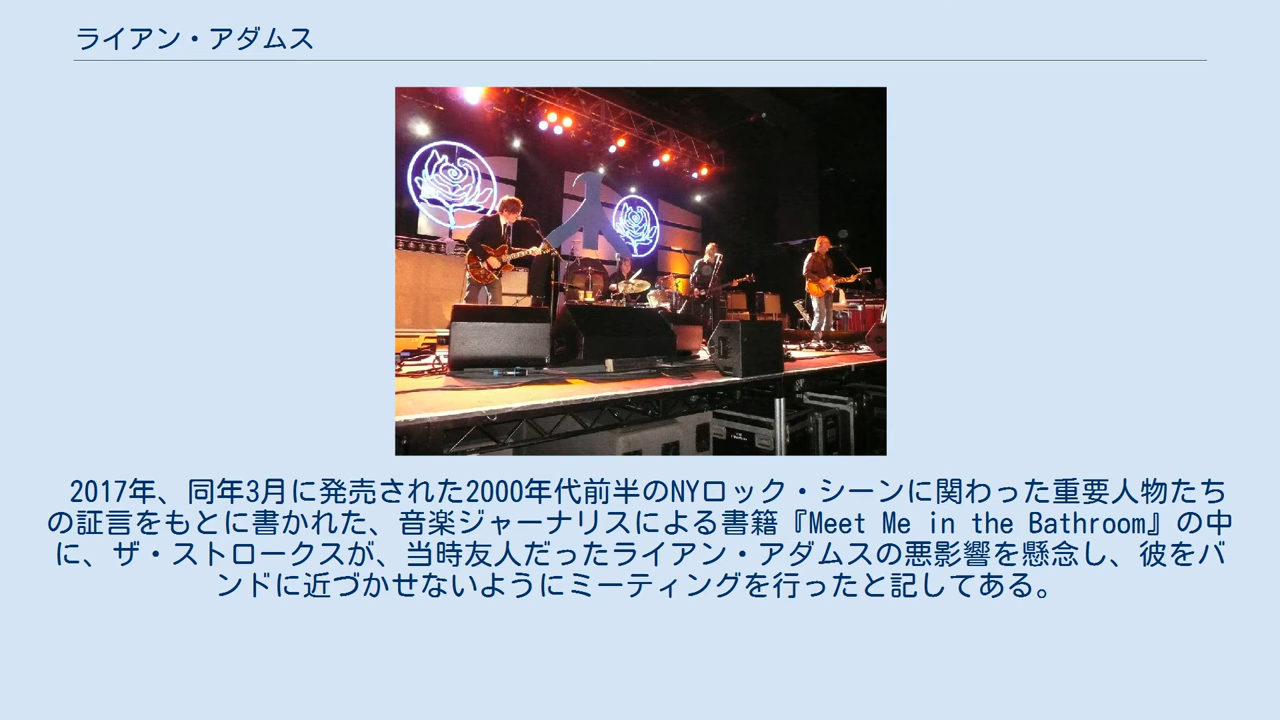 ライアン・アダムス
2017年、同年3月に発売された2000年代前半のNYロック・シーンに関わった重要人物たち
の証言をもとに書かれた、音楽ジャーナリスによる書籍『Meet Me in the Bathroom』の中
に、ザ・ストロークスが、当時友人だったライアン・アダムスの悪影響を懸念し、彼をバ
ンドに近づかせないようにミーティングを行ったと記してある。